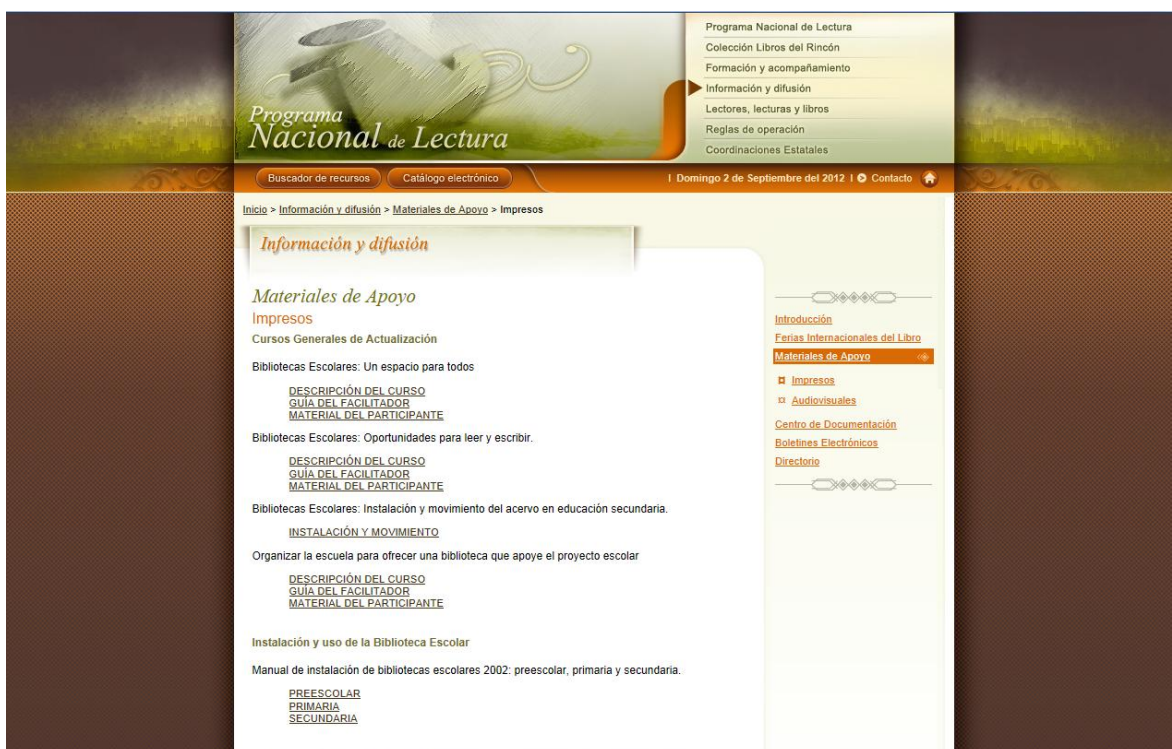 Programa
Nacional de Lectura
Programa Nacional de Lectura
Colección Libros del Rincón
Formación y acompañamiento
Información y difusión
Lectores, lecturas y libros
Reglas de operación
Coordinaciones Estatales
Buscador de recursos
Catálogo electrónico
I Domingo 2 de Septiembre del 2012 I Contacto
Inicio > Información y difusión > Materiales de Apoyo > Impresos
Información y difusión
Materiales de Apoyo
Impresos
Cursos Generales de Actualización
Bibliotecas Escolares: Un espacio para todos
DESCRIPCIÓN DEL CURSO
GUÍA DEL FACILITADOR
MATERIAL DEL PARTICIPANTE
Bibliotecas Escolares: Oportunidades para leer y escribir.
DESCRIPCIÓN DEL CURSO
GUÍA DEL FACILITADOR
MATERIAL DEL PARTICIPANTE
Bibliotecas Escolares: Instalación y movimiento del acervo en educación secundaria.
INSTALACIÓN Y MOVIMIENTO
Organizar la escuela para ofrecer una biblioteca que apoye el proyecto escolar
DESCRIPCIÓN DEL CURSO
GUÍA DEL FACILITADOR
MATERIAL DEL PARTICIPANTE
Instalación y uso de la Biblioteca Escolar
Manual de instalación de bibliotecas escolares 2002: preescolar, primaria y secundaria.
PREESCOLAR
PRIMARIA
SECUNDARIA
Introducción
Ferias Internacionales del Libro
Materiales de Apoyo
Impresos
Audiovisuales
Centro de Documentación
Boletines Electrónicos
Directorio